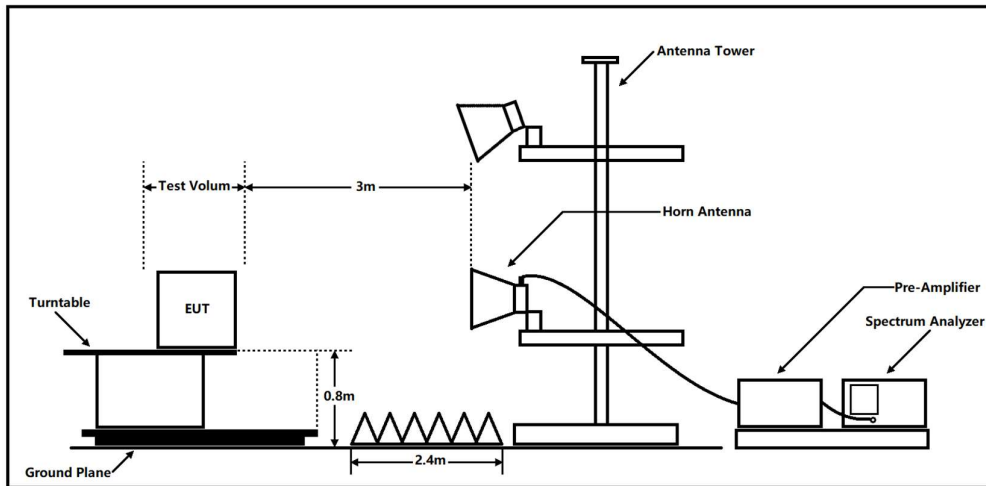 Antenna Tower
Test Volum
3m
Horn Antenna
EUT
Turntable
Pre-Amplifier
Spectrum Analyzer
0.8m
2.4m
Ground Plane